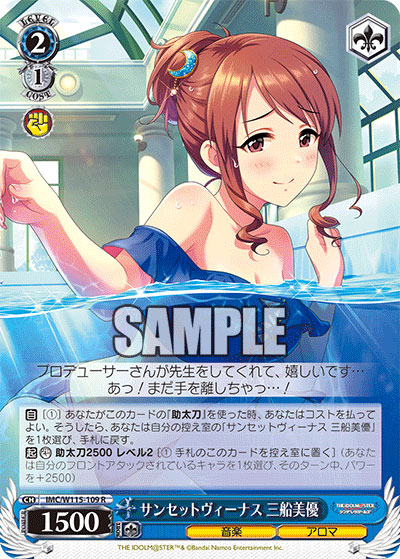 LEVEL
2
1
COST
SAMPLE
プロデューサーさんが先生をしてくれて、嬉しいです…
あっ！まだ手を離しちゃっ…！
自 [①] あなたがこのカードの『助太刀』を使った時、あなたはコストを払って
よい。そうしたら、あなたは自分の控え室の「サンセットヴィーナス 三船美優」
を1枚選び、手札に戻す。
起 助太刀2500 レベル2 [① 手札のこのカードを控え室に置く] （あなた
は自分のフロントアタックされているキャラを1枚選び、そのターン中、パワー
を+2500）
CH IMC/W115-109 R
1500
サンセットヴィーナス 三船美優
音楽
アロマ
THE IDOLM@STER™ & ©Bandai Namco Entertainment Inc.